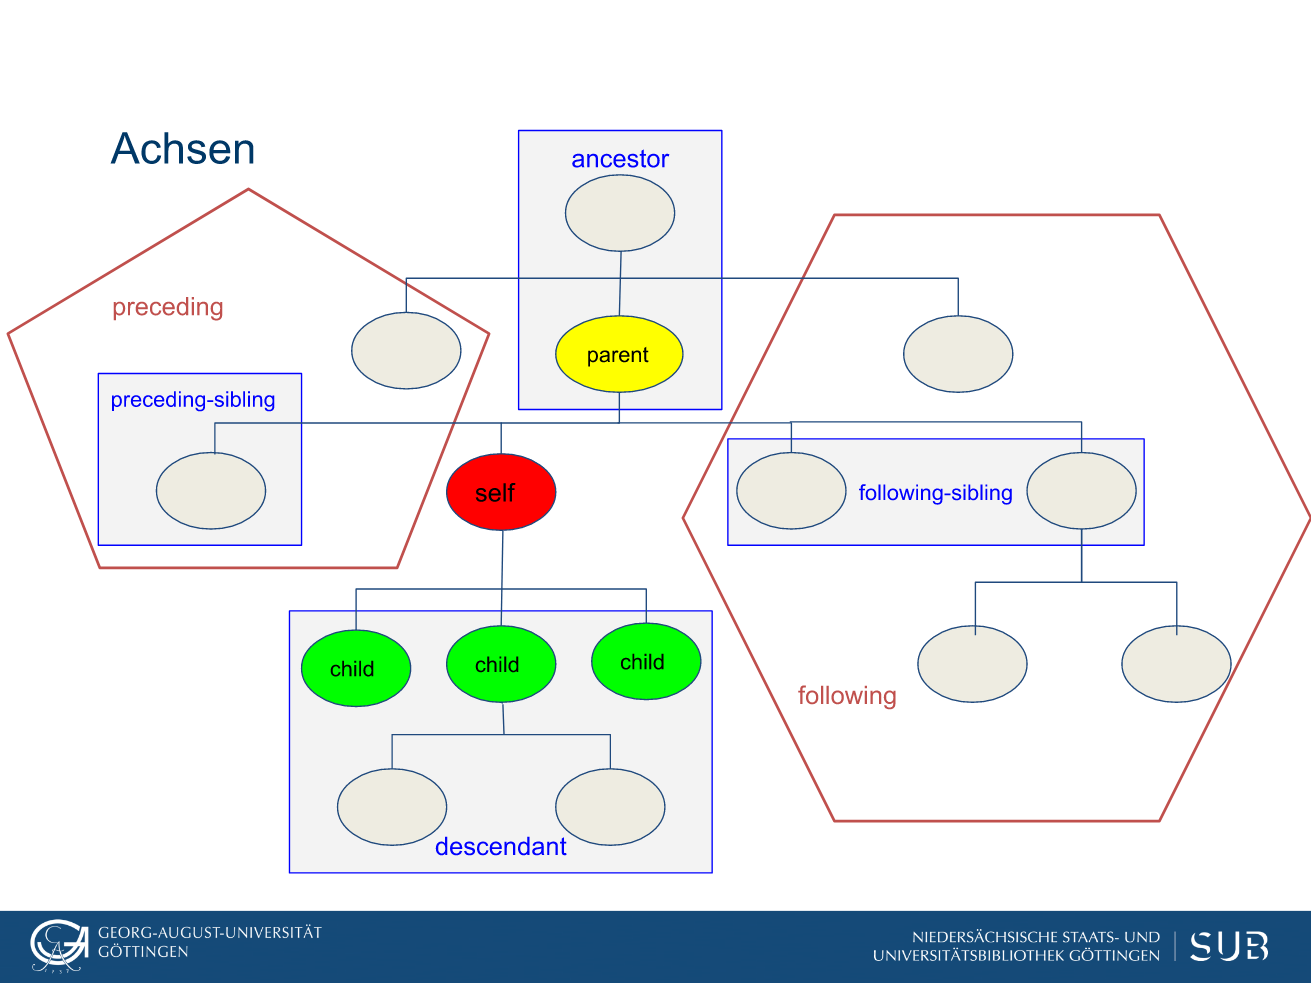 Achsen
ancestor
preceding
parent
preceding-sibling
self
following-sibling
child
child
child
following
descendant
GEORG-AUGUST-UNIVERSITÄT
GÖTTINGEN
NIEDERSÄCHSISCHE STAATS- UND
UNIVERSITÄTSBIBLIOTHEK GÖTTINGEN
SUB